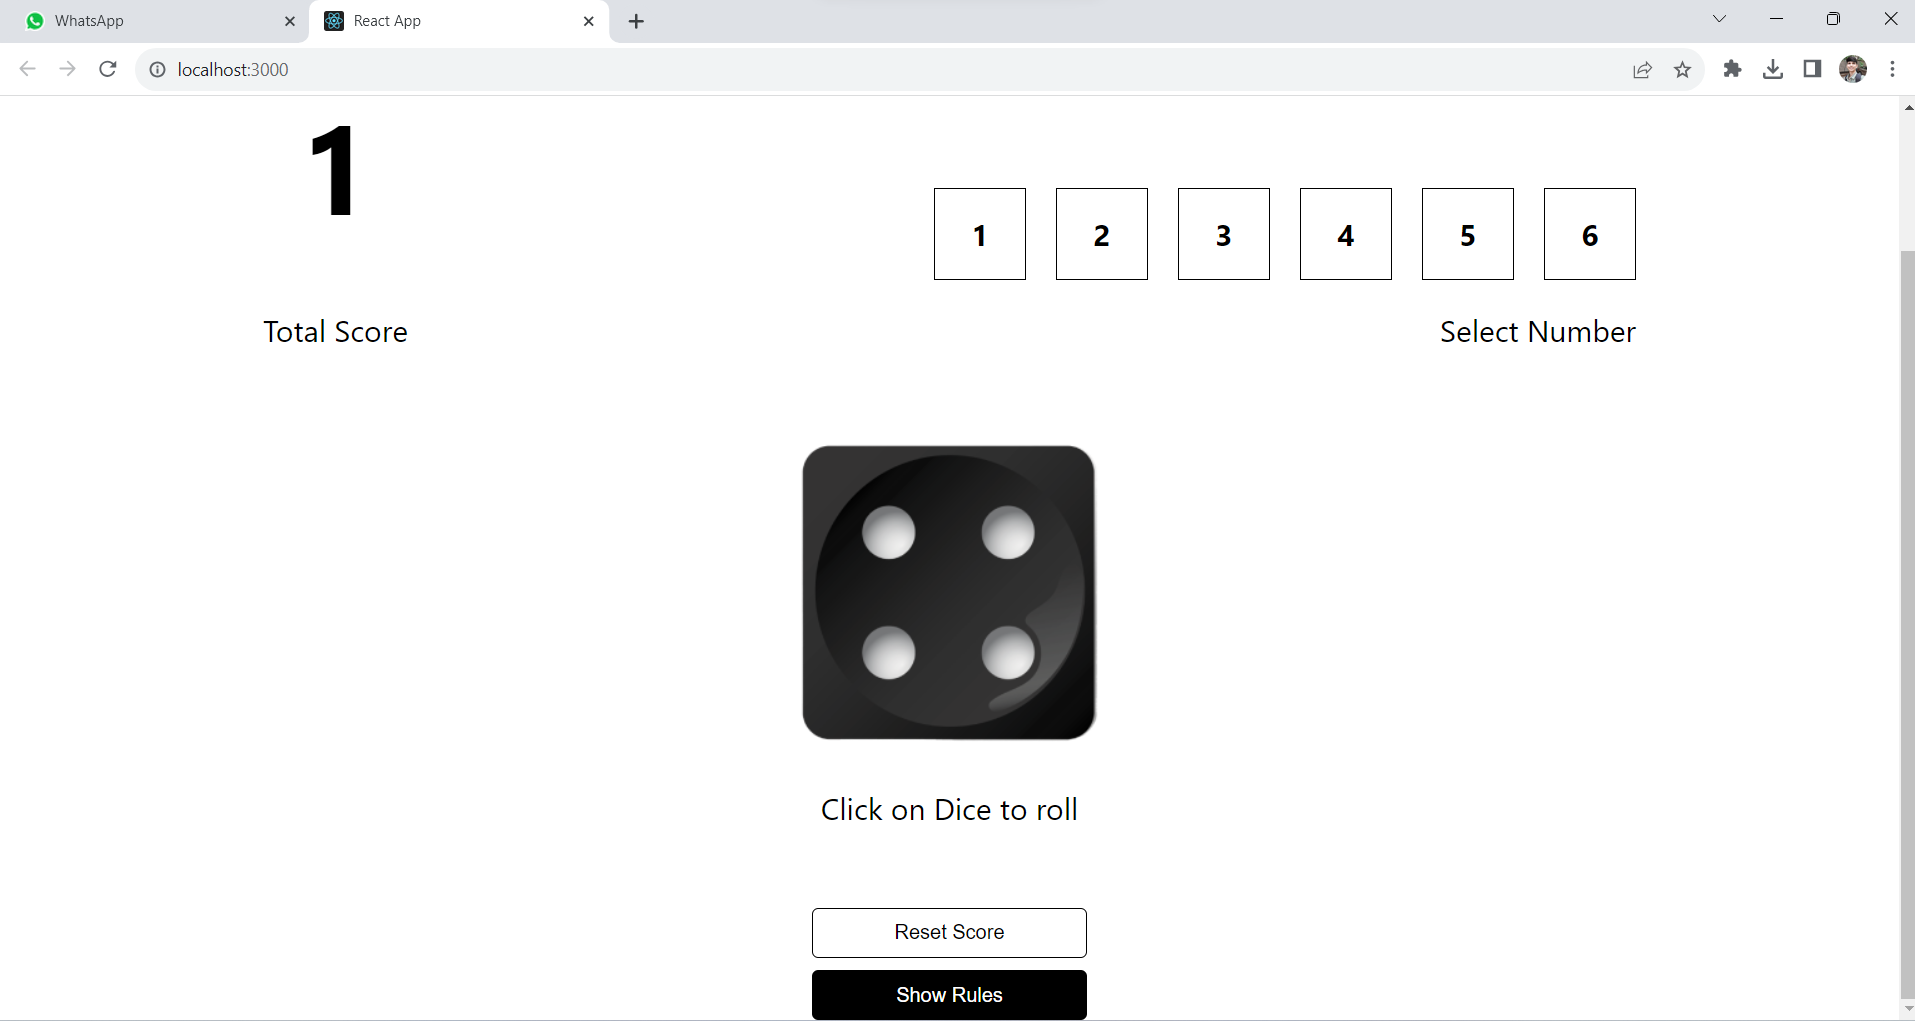 WhatsApp
React App
localhost:3000
1
1 2 3 4 5 6
Total Score
Select Number
Click on Dice to roll
Reset Score
Show Rules